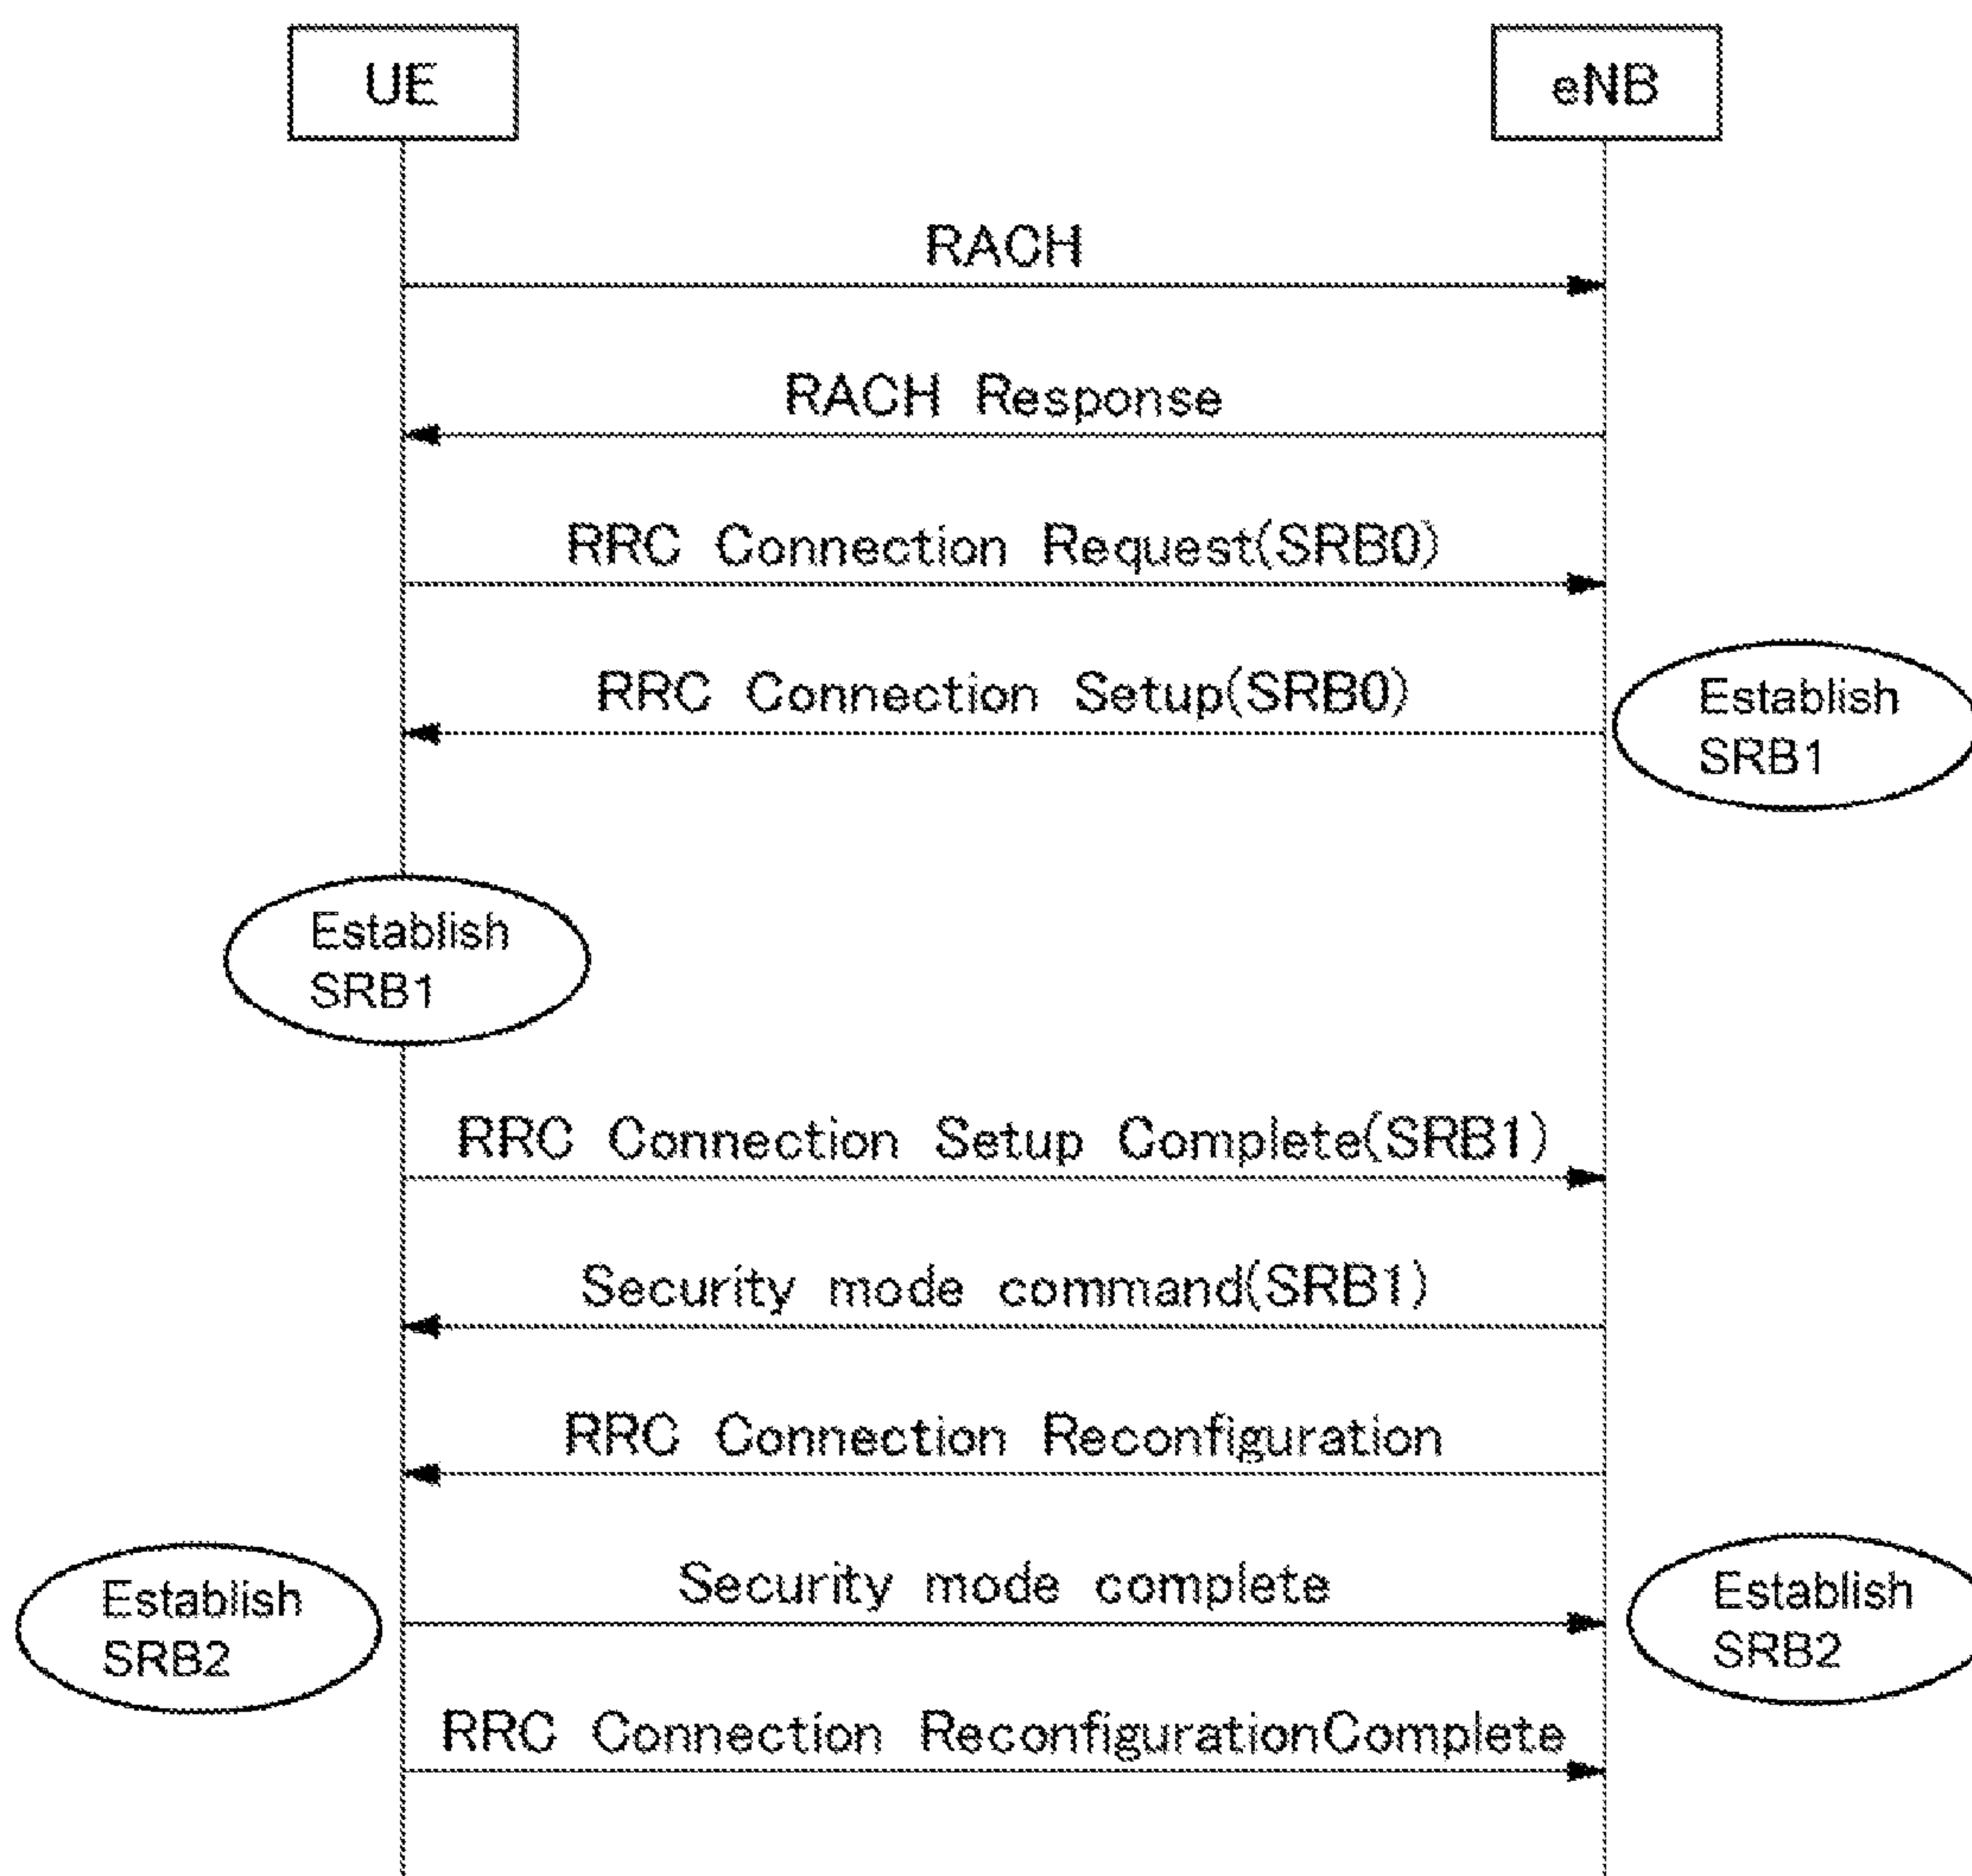 UE
eNB
RACH
RACH Response
RRC Connection Request(SRB0)
RRC Connection Setup(SRB0)
Establish
SRB1
Establish
SRB1
RRC Connection Setup Complete(SRB1)
Security mode command(SRB1)
RRC Connection Reconfiguration
Establish
SRB2
Security mode complete
Establish
SRB2
RRC Connection ReconfigurationComplete